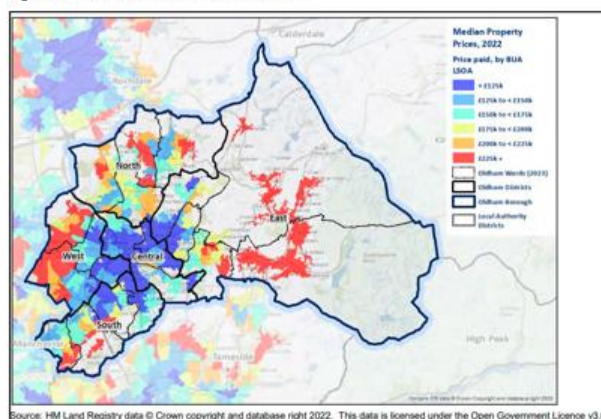 Median Property
Prices, 2022
Price paid, by BUA
LSOA
< £125k
£125k to < £150k
£150k to < £175k
£175k to < £200k
£200k to < £225k
£225k +
Oldham Wards (2023)
Oldham Districts
Oldham Borough
Local Authority
Districts
Calderdale
Rochdale
North
East
West
Central
South
Manchester
Tameside
High Peak
Source: HM Land Registry data © Crown copyright and database right 2022. This data is licensed under the Open Government Licence v3.